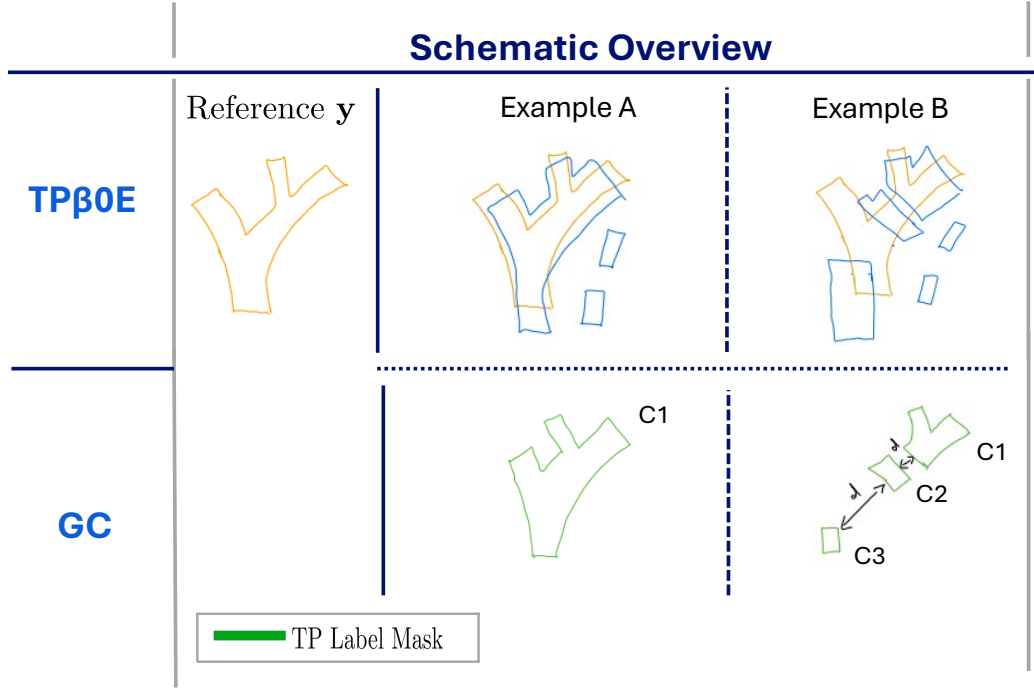 Schematic Overview
Reference y
Example A
Example B
TPβ0E
C1
d
C1
C2
d
GC
C3
TP Label Mask